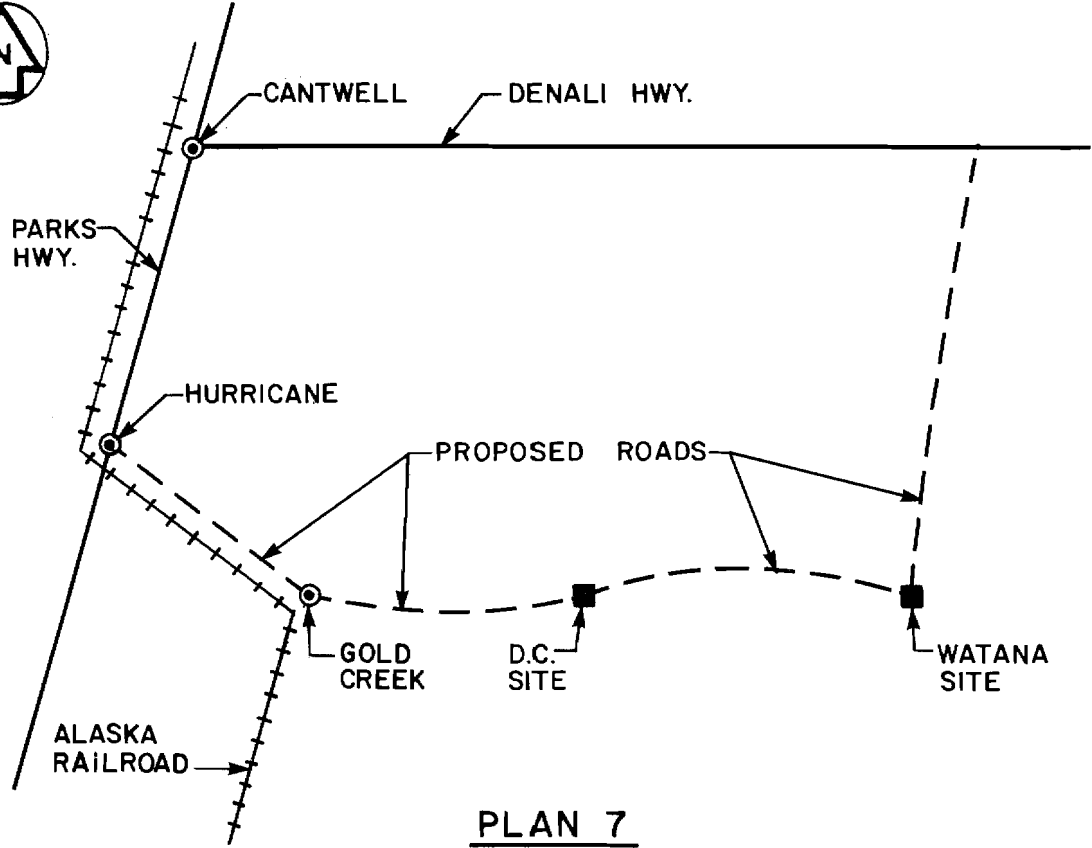 N
CANTWELL
DENALI HWY.
PARKS
HWY.
HURRICANE
PROPOSED ROADS
GOLD
CREEK
D.C.
SITE
WATANA
SITE
ALASKA
RAILROAD
PLAN 7